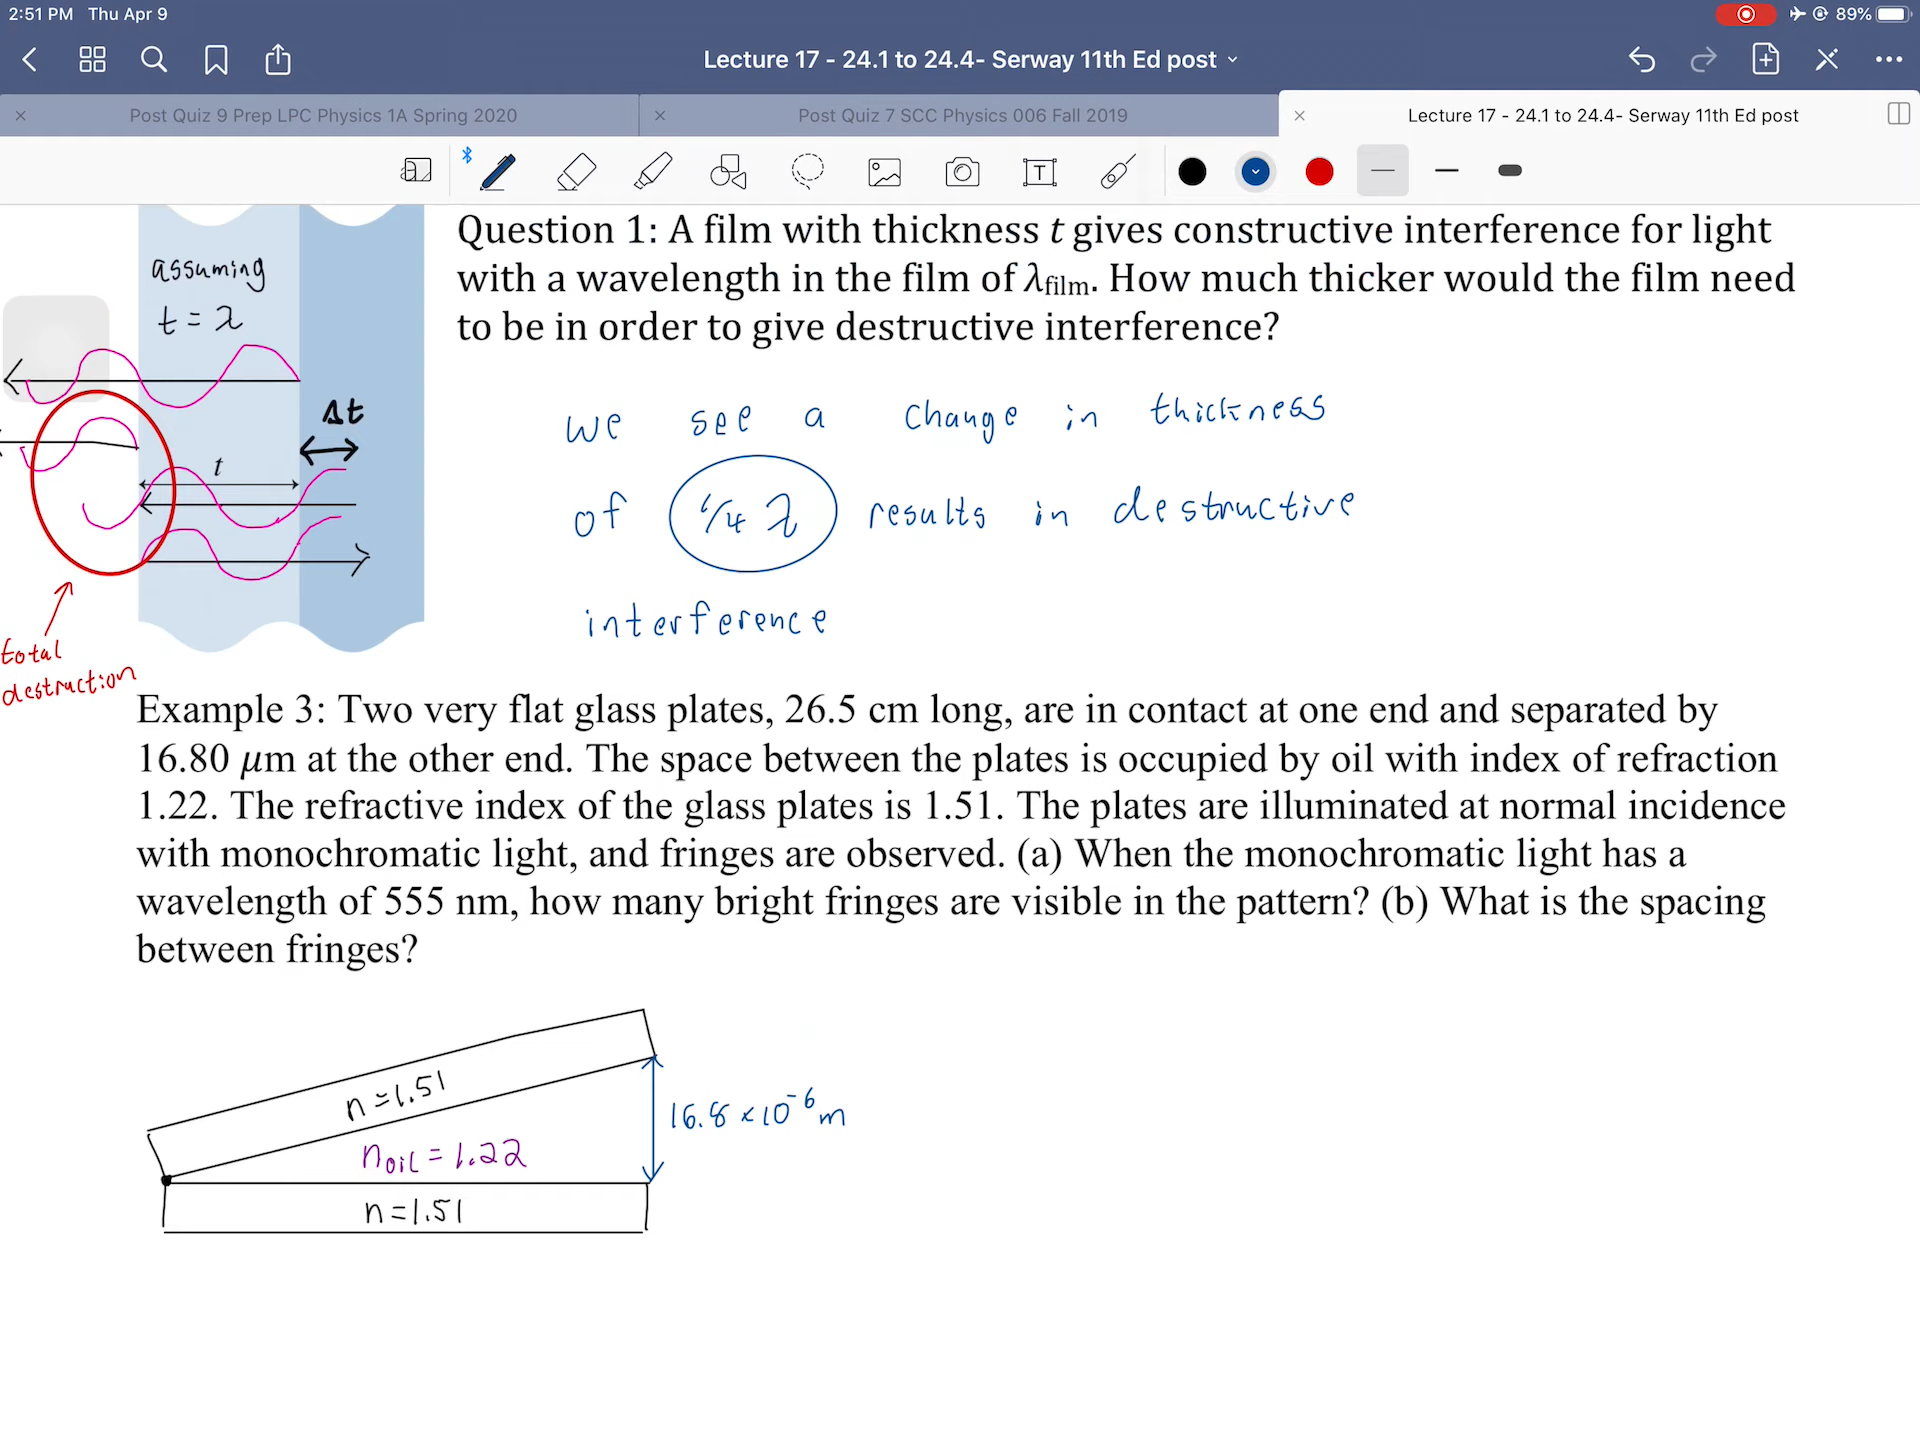 2:51 PM Thu Apr 9
89%
Lecture 17 - 24.1 to 24.4- Serway 11th Ed post
Post Quiz 9 Prep LPC Physics 1A Spring 2020
Post Quiz 7 SCC Physics 006 Fall 2019
Lecture 17 - 24.1 to 24.4- Serway 11th Ed post
Question 1: A film with thickness t gives constructive interference for light
with a wavelength in the film of λfilm. How much thicker would the film need
to be in order to give destructive interference?
assuming
t = λ
Δt
t
total
destruction
we see a change in thickness
of 1/4 λ results in destructive
interference
Example 3: Two very flat glass plates, 26.5 cm long, are in contact at one end and separated by
16.80 μm at the other end. The space between the plates is occupied by oil with index of refraction
1.22. The refractive index of the glass plates is 1.51. The plates are illuminated at normal incidence
with monochromatic light, and fringes are observed. (a) When the monochromatic light has a
wavelength of 555 nm, how many bright fringes are visible in the pattern? (b) What is the spacing
between fringes?
n = 1.51
16.8 × 10⁻⁶ m
noil = 1.22
n = 1.51